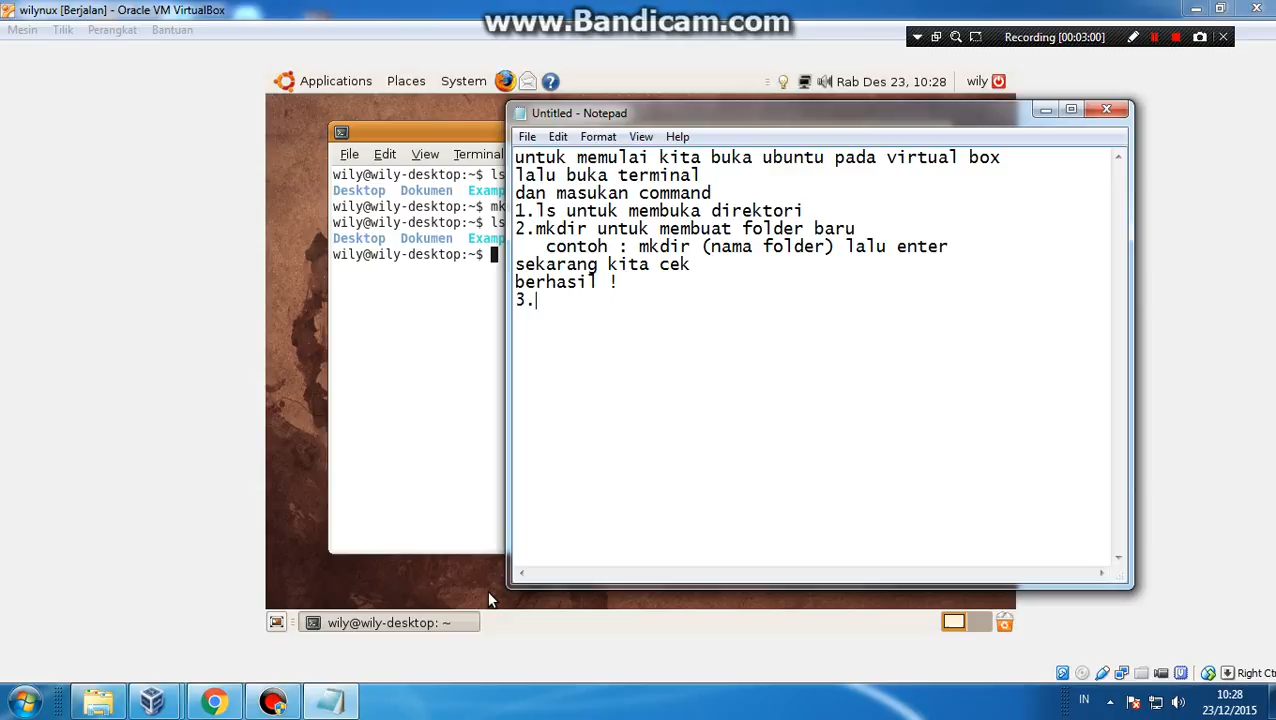 www.Bandicam.com
wilynux [Berjalan] - Oracle VM VirtualBox
Mesin Tilik Perangkat Bantuan
Recording [00:03:00]
Applications Places System
Rab Des 23, 10:28 wily
File Edit View Terminal
wily@wily-desktop:~$ ls
Desktop Dokumen Examp
wily@wily-desktop:~$ mk
wily@wily-desktop:~$ ls
Desktop Dokumen Examp
wily@wily-desktop:~$
Untitled - Notepad
File Edit Format View Help
untuk memulai kita buka ubuntu pada virtual box
lalu buka terminal
dan masukan command
1.ls untuk membuka direktori
2.mkdir untuk membuat folder baru
contoh : mkdir (nama folder) lalu enter
sekarang kita cek
berhasil !
3.
wily@wily-desktop: ~
Right Ctr
IN
10:28
23/12/2015